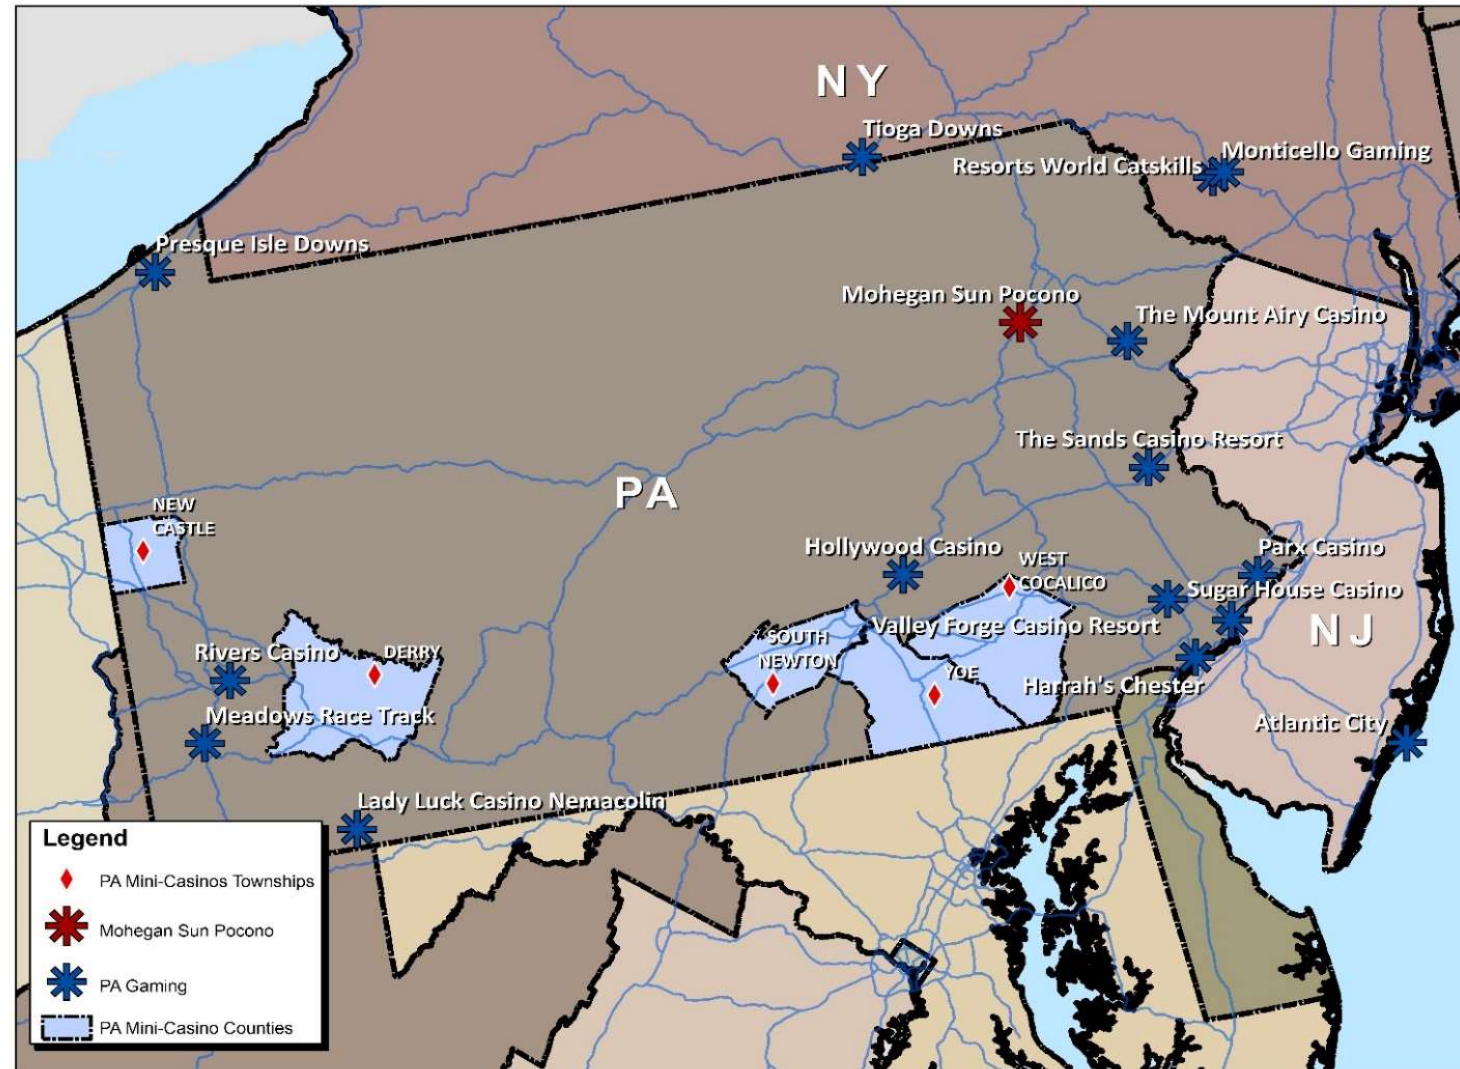 NY
Tioga Downs
Monticello Gaming
Resorts World Catskills
Presque Isle Downs
Mohegan Sun Pocono
The Mount Airy Casino
The Sands Casino Resort
PA
NEW
CASTLE
Hollywood Casino
WEST
COCALICO
Parx Casino
Sugar House Casino
Valley Forge Casino Resort
NJ
SOUTH
NEWTON
Rivers Casino
DERRY
YOE
Harrah's Chester
Meadows Race Track
Atlantic City
Lady Luck Casino Nemacolin
Legend
PA Mini-Casinos Townships
Mohegan Sun Pocono
PA Gaming
PA Mini-Casino Counties